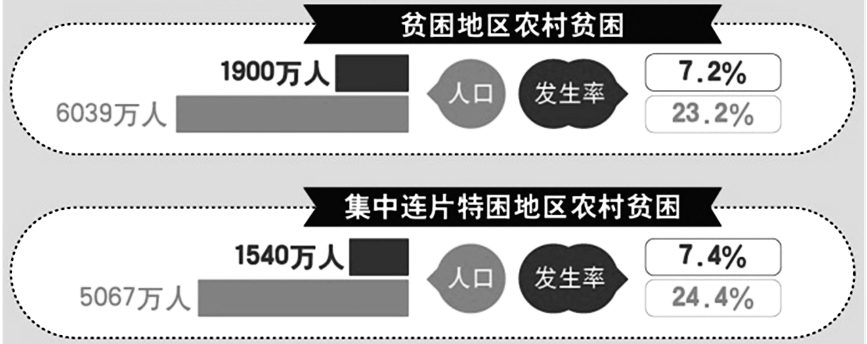 贫困地区农村贫困
1900万人
人口
发生率
7.2%
6039万人
23.2%
集中连片特困地区农村贫困
1540万人
人口
发生率
7.4%
5067万人
24.4%